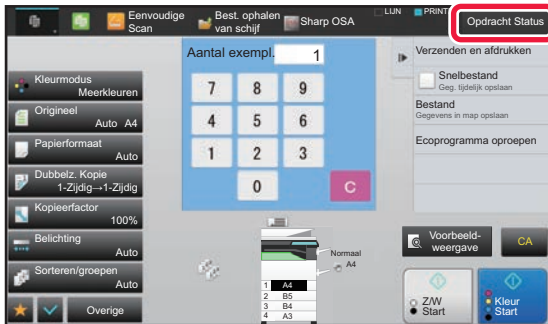 Eenvoudige
Scan
Best. ophalen
van schijf
Sharp OSA
LIJN
PRINT
Opdracht Status
Kleurmodus
Meerkleuren
Origineel
Auto A4
Papierformaat
Auto
Dubbelz. Kopie
1-Zijdig→1-Zijdig
Kopieerfactor
100%
Belichting
Auto
Sorteren/groepen
Auto
Overige
Aantal exempl.
1
7 8 9
4 5 6
1 2 3
0 C
Normaal
A4
1 A4
2 B5
3 B4
4 A3
Verzenden en afdrukken
Snelbestand
Geg. tijdelijk opslaan
Bestand
Gegevens in map opslaan
Ecoprogramma oproepen
Voorbeeld-
weergave
CA
Z/W
Start
Kleur
Start